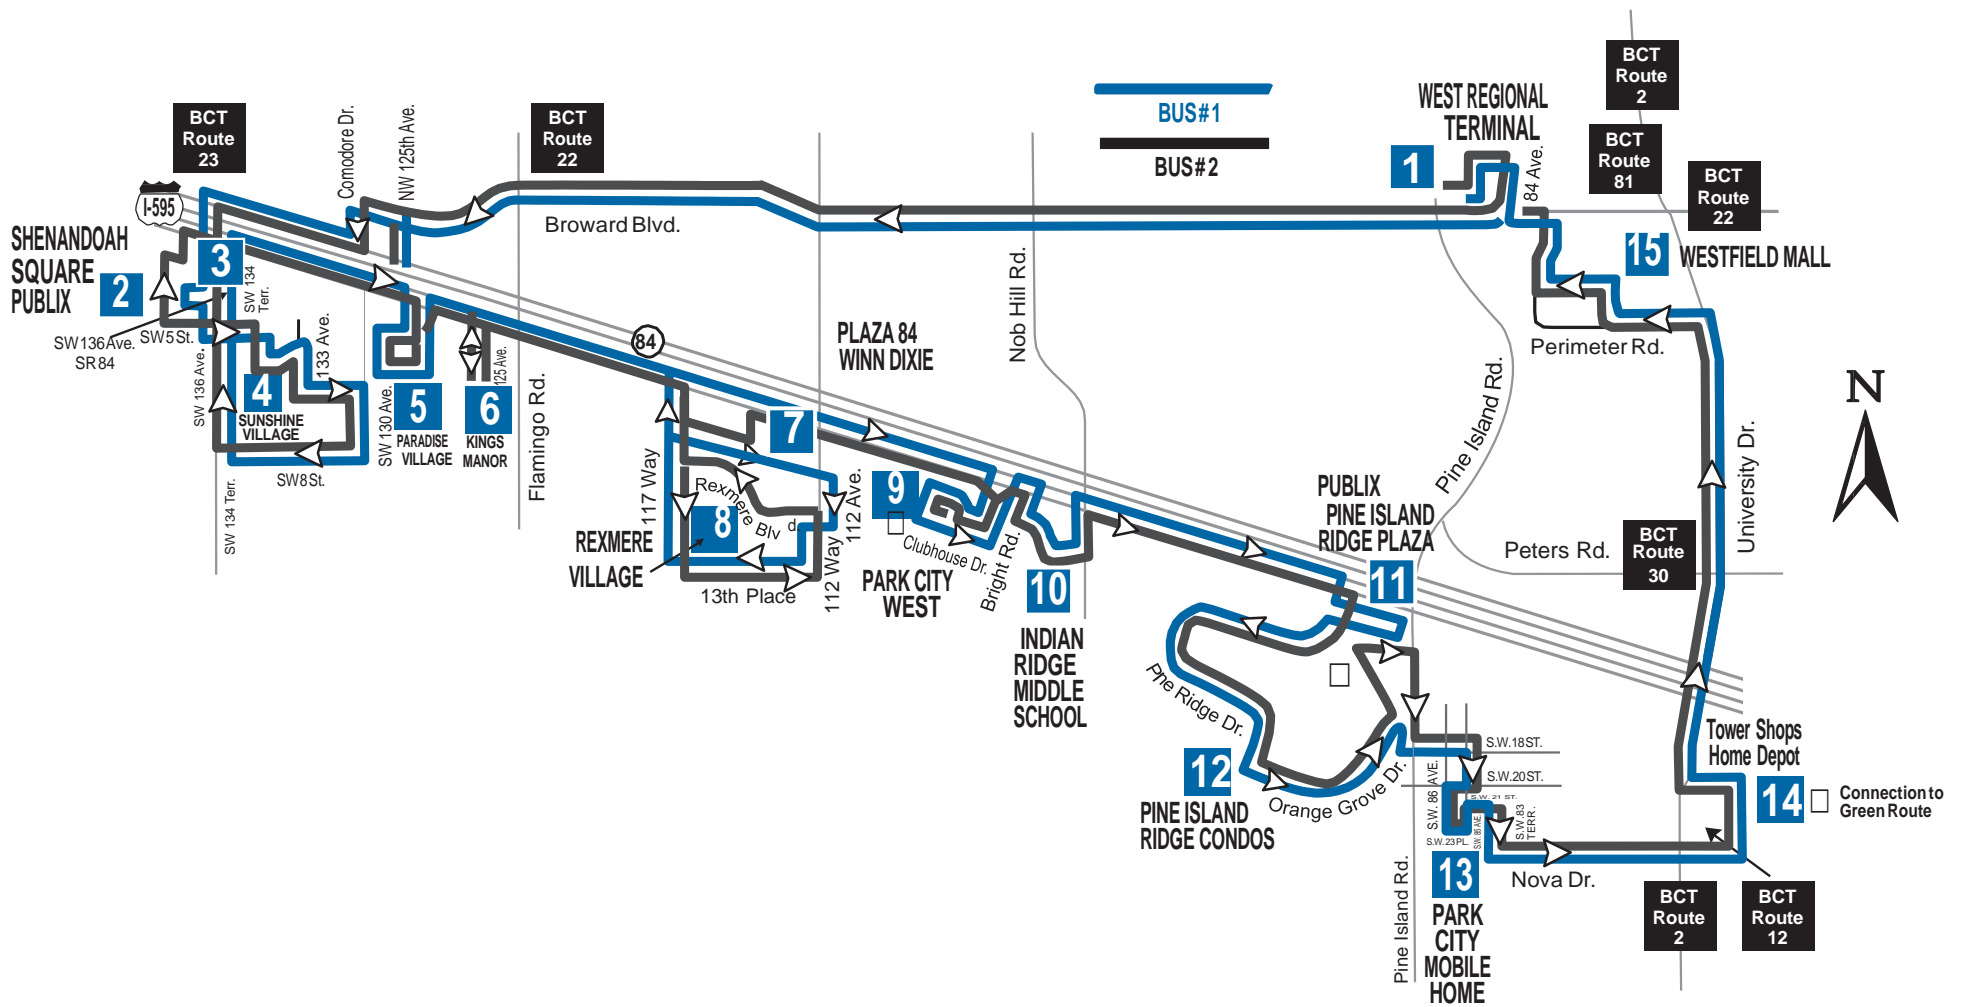 BCT
Route
2
BCT
Route
81
BCT
Route
22
BCT
Route
23
BCT
Route
22
Comodore Dr.
NW 125th Ave.
BUS#1
BUS#2
WEST REGIONAL
TERMINAL
1
84 Ave.
I-595
Broward Blvd.
SHENANDOAH
SQUARE
PUBLIX
2
3
SW 134
Terr.
15
WESTFIELD MALL
SW136Ave.
SR84
SW5St.
SW 136 Ave.
133 Ave.
4
SUNSHINE
VILLAGE
SW8St.
SW 134 Terr.
SW 130 Ave.
5
PARADISE
VILLAGE
6
125 Ave.
KINGS
MANOR
Flamingo Rd.
84
PLAZA 84
WINN DIXIE
Nob Hill Rd.
Pine Island Rd.
Perimeter Rd.
N
7
117 Way
Rexmere Blv
d.
8
REXMERE
VILLAGE
13th Place
112 Ave.
112 Way
9
Clubhouse Dr.
Bright Rd.
PARK CITY
WEST
10
INDIAN
RIDGE
MIDDLE
SCHOOL
PUBLIX
PINE ISLAND
RIDGE PLAZA
11
Peters Rd.
BCT
Route
30
University Dr.
Pne Ridge Dr.
12
PINE ISLAND
RIDGE CONDOS
Orange Grove Dr.
Pine Island Rd.
S.W.18ST.
S.W.20ST.
S.W. 86 AVE.
S.W. 21 ST.
S.W. 85 AVE.
S.W.83
TERR.
S.W.23PL.
13
PARK
CITY
MOBILE
HOME
Nova Dr.
Tower Shops
Home Depot
14
Connection to
Green Route
BCT
Route
2
BCT
Route
12